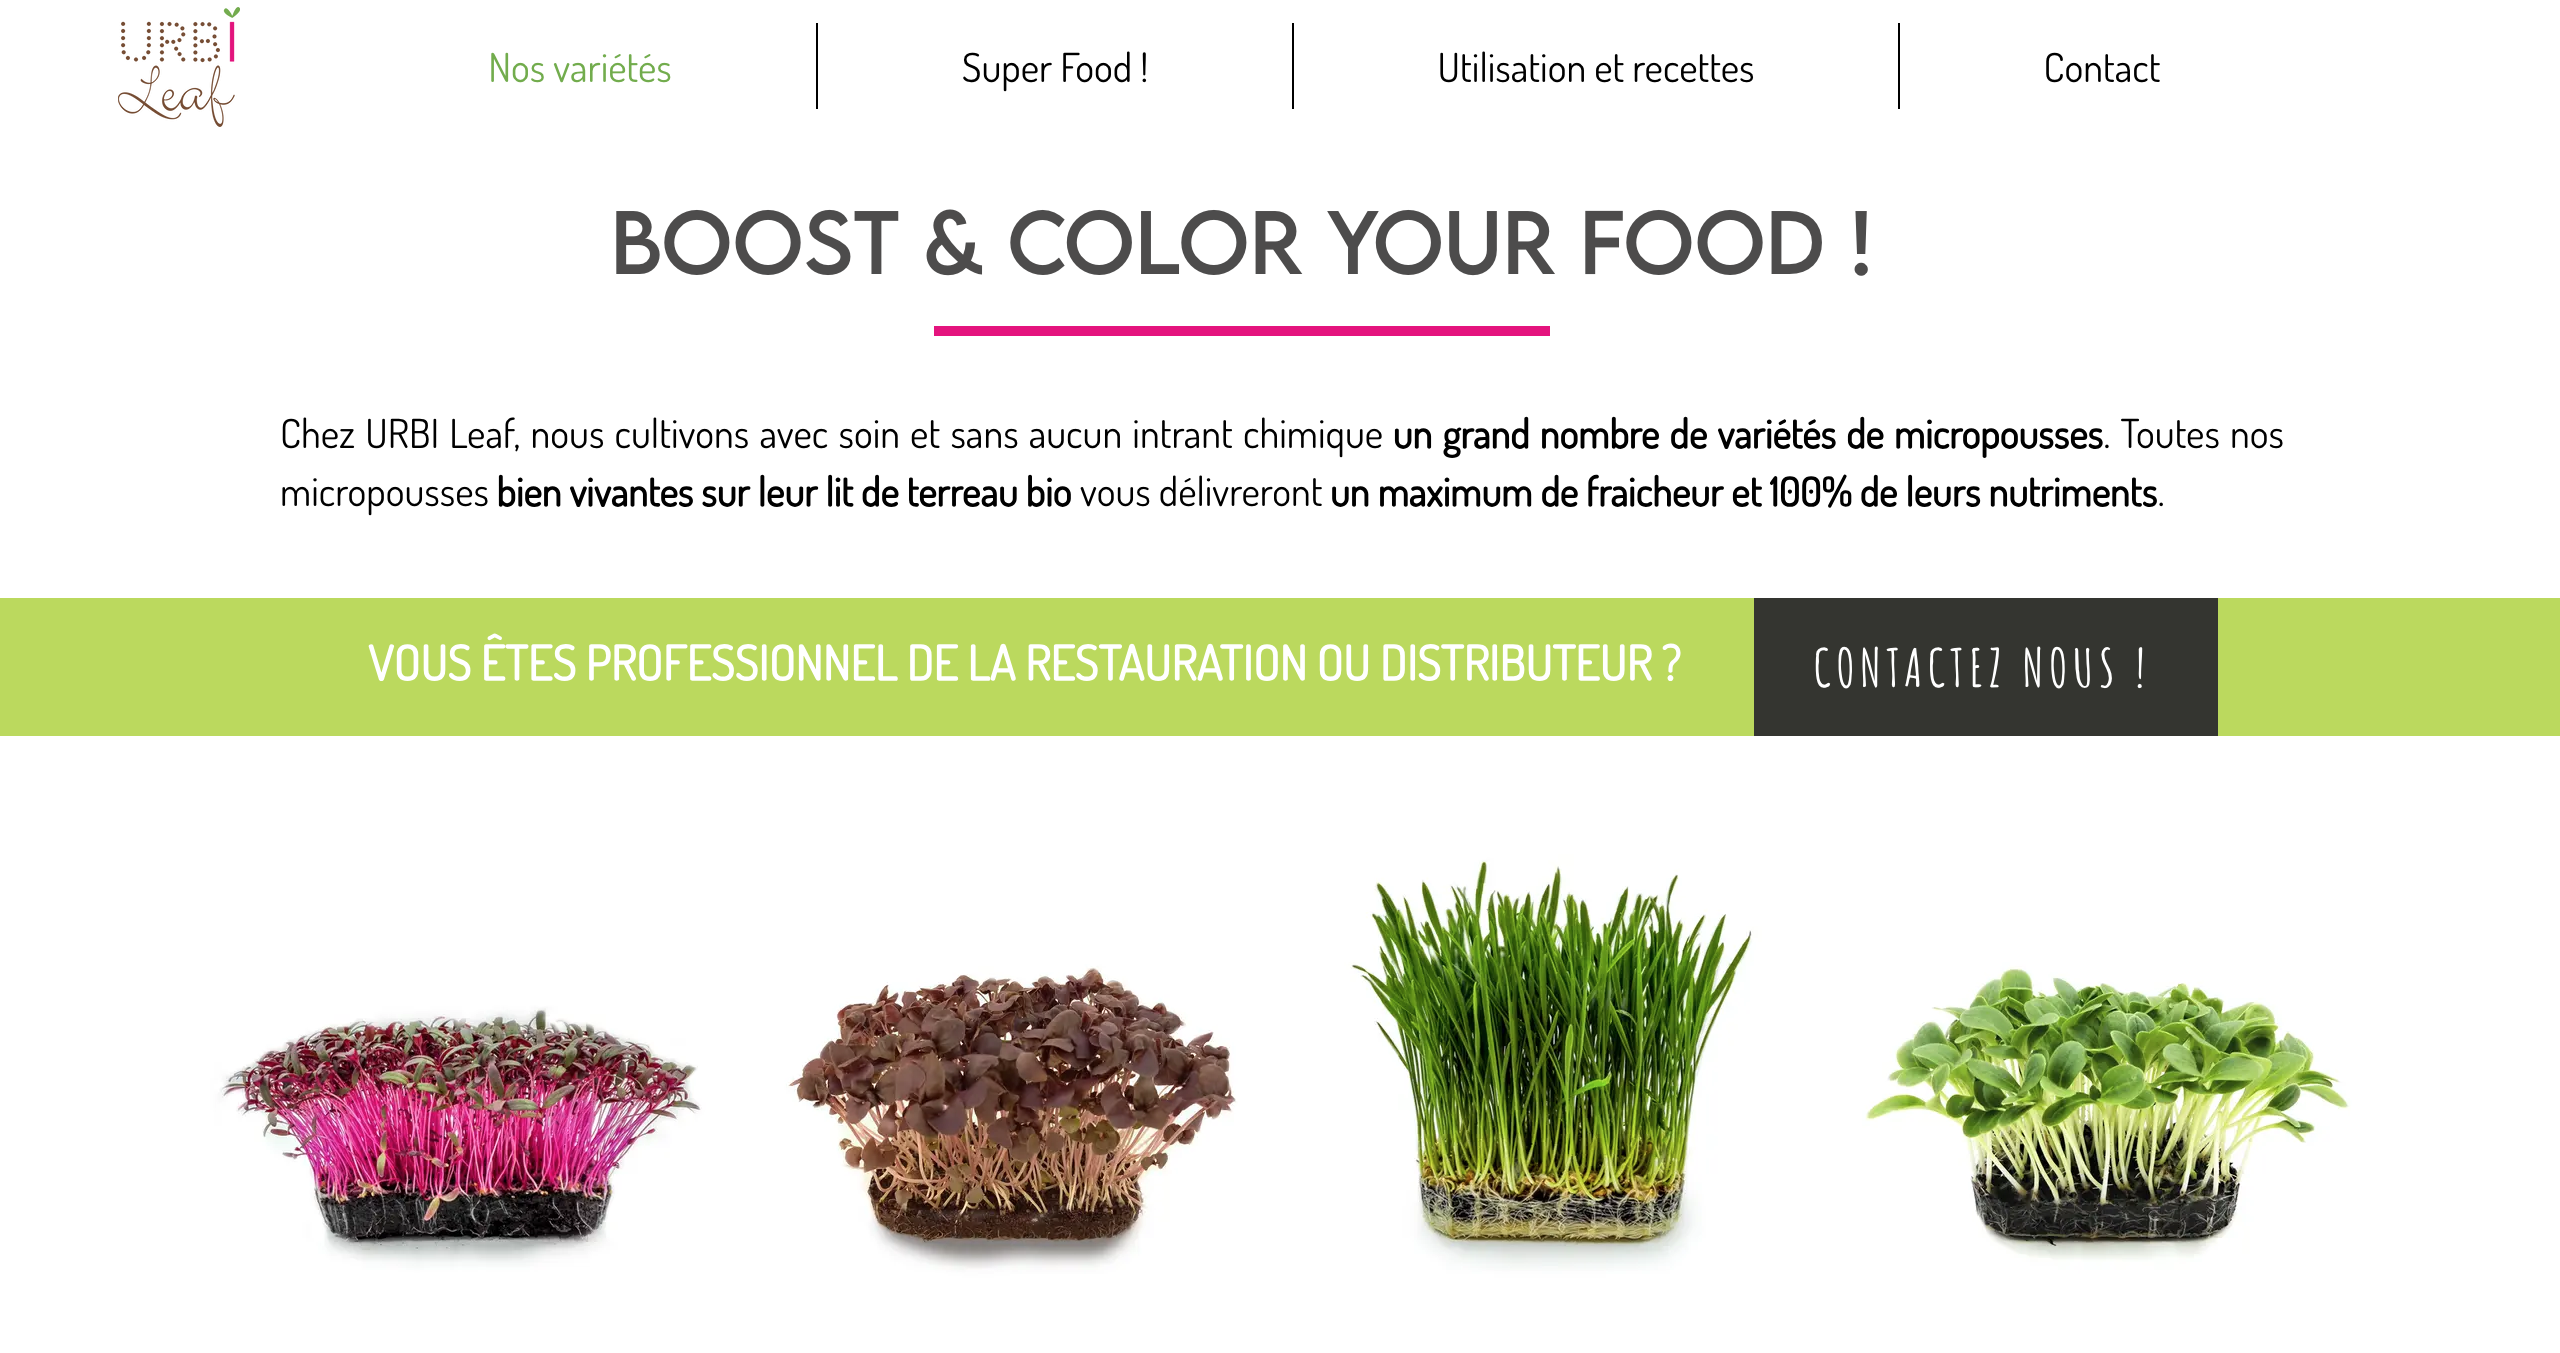 URBI
Leaf
Nos variétés
Super Food !
Utilisation et recettes
Contact
BOOST & COLOR YOUR FOOD !
Chez URBI Leaf, nous cultivons avec soin et sans aucun intrant chimique un grand nombre de variétés de micropousses. Toutes nos
micropousses bien vivantes sur leur lit de terreau bio vous délivreront un maximum de fraicheur et 100% de leurs nutriments.
VOUS ÊTES PROFESSIONNEL DE LA RESTAURATION OU DISTRIBUTEUR ?
CONTACTEZ NOUS !